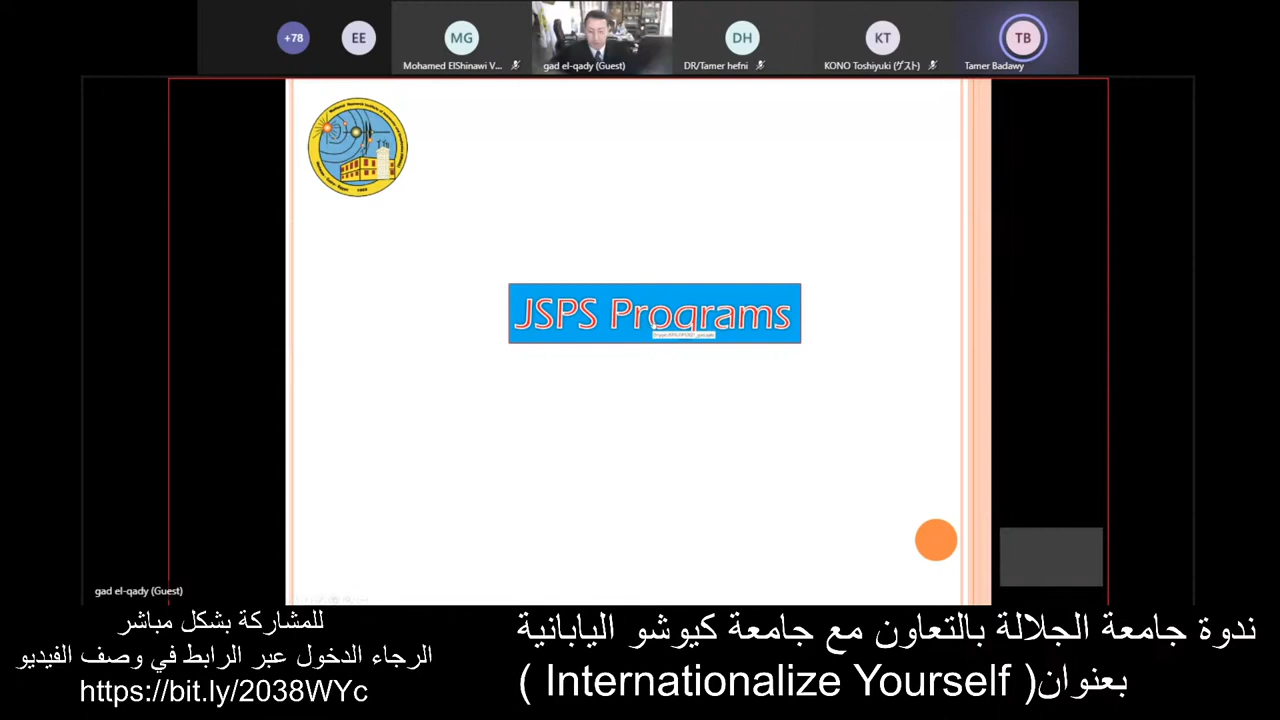 +78
EE
MG
DH
KT
TB
Mohamed ElShinawi V...
gad el-qady (Guest)
DR/Tamer hefni
KONO Toshiyuki (ゲスト)
Tamer Badawy
JSPS Programs
gad el-qady (Guest)
للمشاركة بشكل مباشر
الرجاء الدخول عبر الرابط في وصف الفيديو
https://bit.ly/2038WYc
ندوة جامعة الجلالة بالتعاون مع جامعة كيوشو اليابانية
بعنوان( Internationalize Yourself )